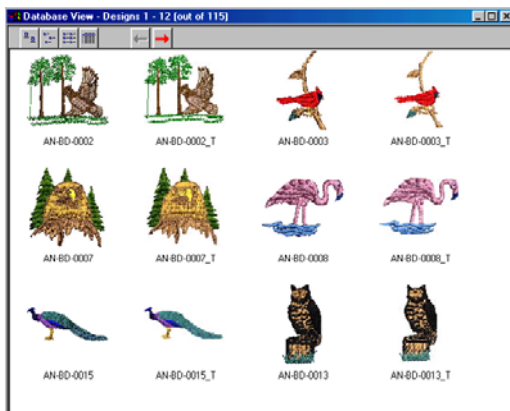 Database View - Designs 1 - 12 (out of 115)
AN-BD-0002 AN-BD-0002_T AN-BD-0003 AN-BD-0003_T
AN-BD-0007 AN-BD-0007_T AN-BD-0008 AN-BD-0008_T
AN-BD-0015 AN-BD-0015_T AN-BD-0013 AN-BD-0013_T